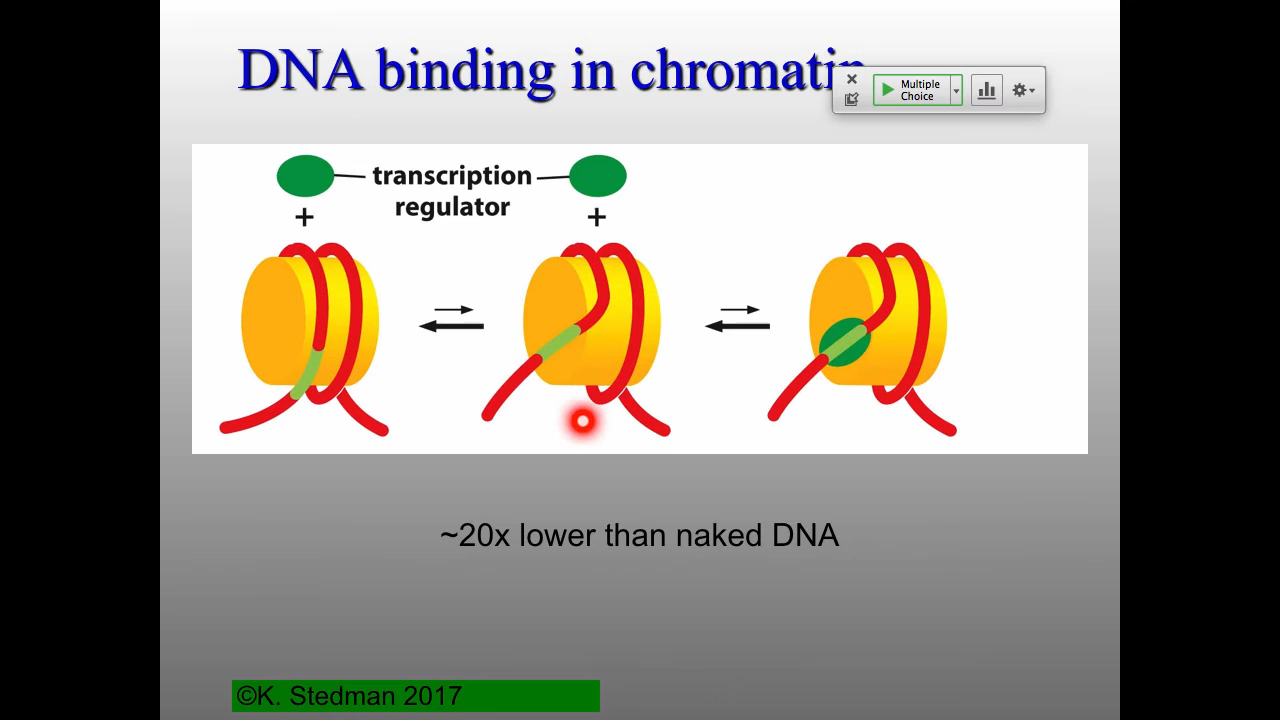 DNA binding in chromatin
Multiple
Choice
transcription
regulator
+
+
~20x lower than naked DNA
©K. Stedman 2017